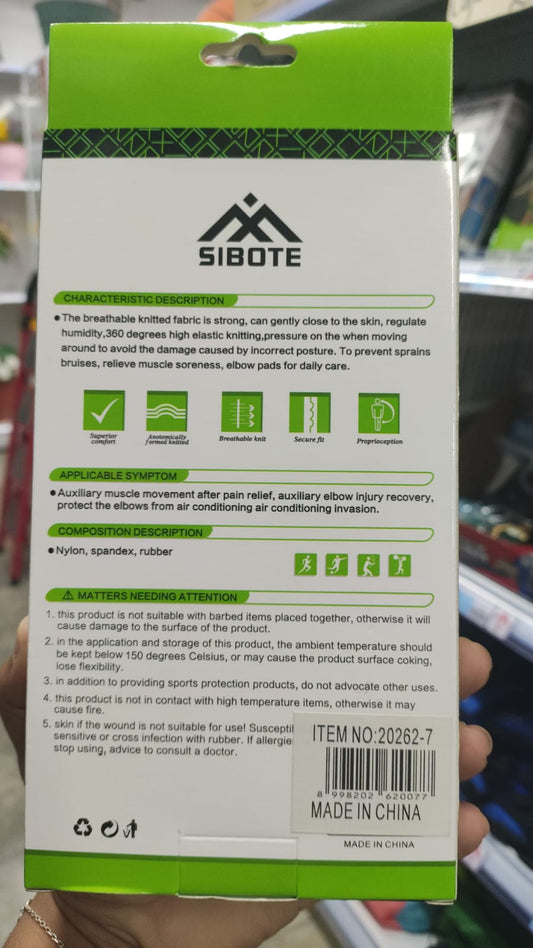 SIBOTE
CHARACTERISTIC DESCRIPTION
●The breathable knitted fabric is strong, can gently close to the skin, regulate
humidity,360 degrees high elastic knitting,pressure on the when moving
around to avoid the damage caused by incorrect posture. To prevent sprains
bruises, relieve muscle soreness, elbow pads for daily care.
Superior
comfort
Anatomically
formed knitted
Breathable knit
Secure fit
Proprioception
APPLICABLE SYMPTOM
●Auxiliary muscle movement after pain relief, auxiliary elbow injury recovery,
protect the elbows from air conditioning air conditioning invasion.
COMPOSITION DESCRIPTION
●Nylon, spandex, rubber
⚠ MATTERS NEEDING ATTENTION
1. this product is not suitable with barbed items placed together, otherwise it will
cause damage to the surface of the product.
2. in the application and storage of this product, the ambient temperature should
be kept below 150 degrees Celsius, or may cause the product surface coking,
lose flexibility.
3. in addition to providing sports protection products, do not advocate other uses.
4. this product is not in contact with high temperature items, otherwise it may
cause fire.
5. skin if the wound is not suitable for use! Suscepti
sensitive or cross infection with rubber. If allergie
stop using, advice to consult a doctor.
ITEM NO:20262-7
8 998202 620077
MADE IN CHINA
MADE IN CHINA